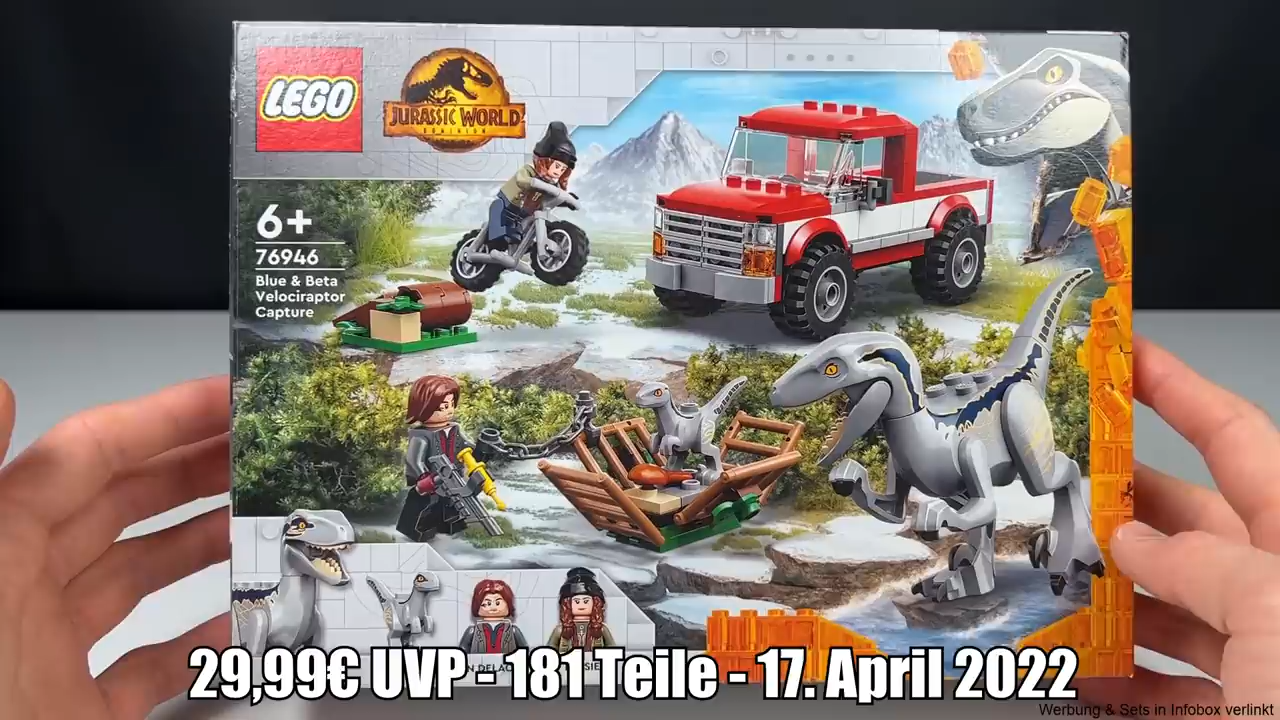 LEGO
JURASSIC WORLD
DOMINION
6+
76946
Blue & Beta
Velociraptor
Capture
29,99€ UVP - 181 Teile - 17. April 2022
Werbung & Sets in Infobox verlinkt